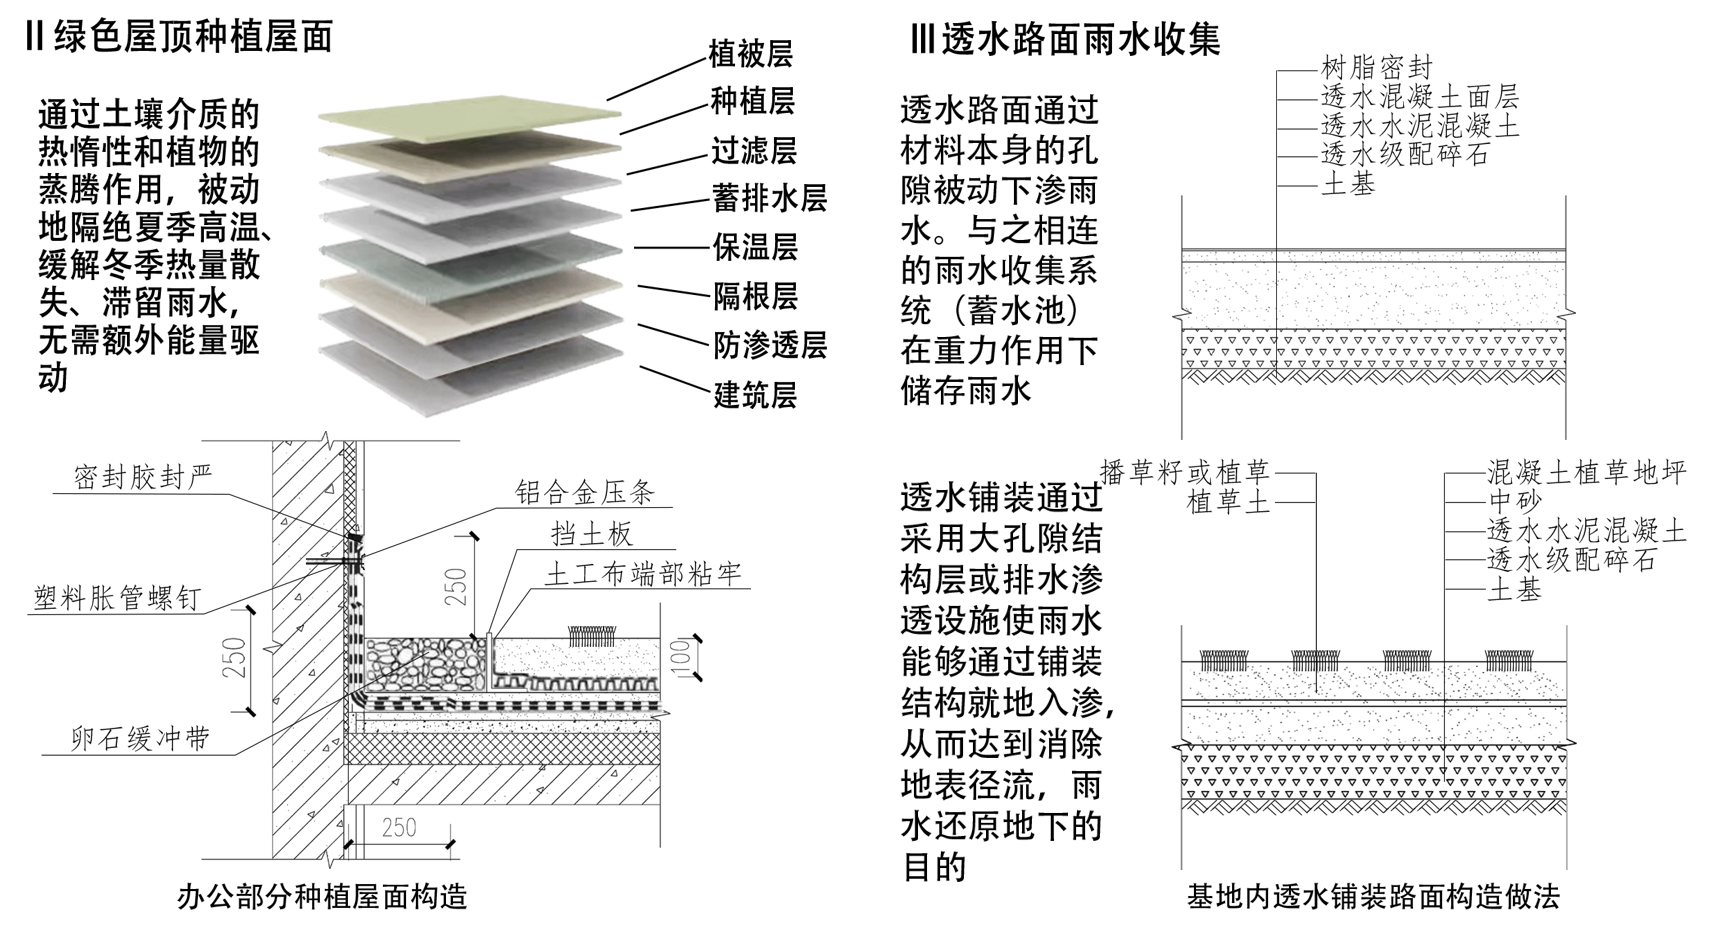 II 绿色屋顶种植屋面
通过土壤介质的
热惰性和植物的
蒸腾作用，被动
地隔绝夏季高温、
缓解冬季热量散
失、滞留雨水，
无需额外能量驱
动
植被层
种植层
过滤层
蓄排水层
保温层
隔根层
防渗透层
建筑层
密封胶封严
塑料胀管螺钉
250
卵石缓冲带
铝合金压条
挡土板
土工布端部粘牢
250
100
250
办公部分种植屋面构造
III 透水路面雨水收集
透水路面通过
材料本身的孔
隙被动下渗雨
水。与之相连
的雨水收集系
统（蓄水池）
在重力作用下
储存雨水
树脂密封
透水混凝土面层
透水水泥混凝土
透水级配碎石
土基
透水铺装通过
采用大孔隙结
构层或排水渗
透设施使雨水
能够通过铺装
结构就地入渗，
从而达到消除
地表径流，雨
水还原地下的
目的
播草籽或植草
植草土
混凝土植草地坪
中砂
透水水泥混凝土
透水级配碎石
土基
基地内透水铺装路面构造做法